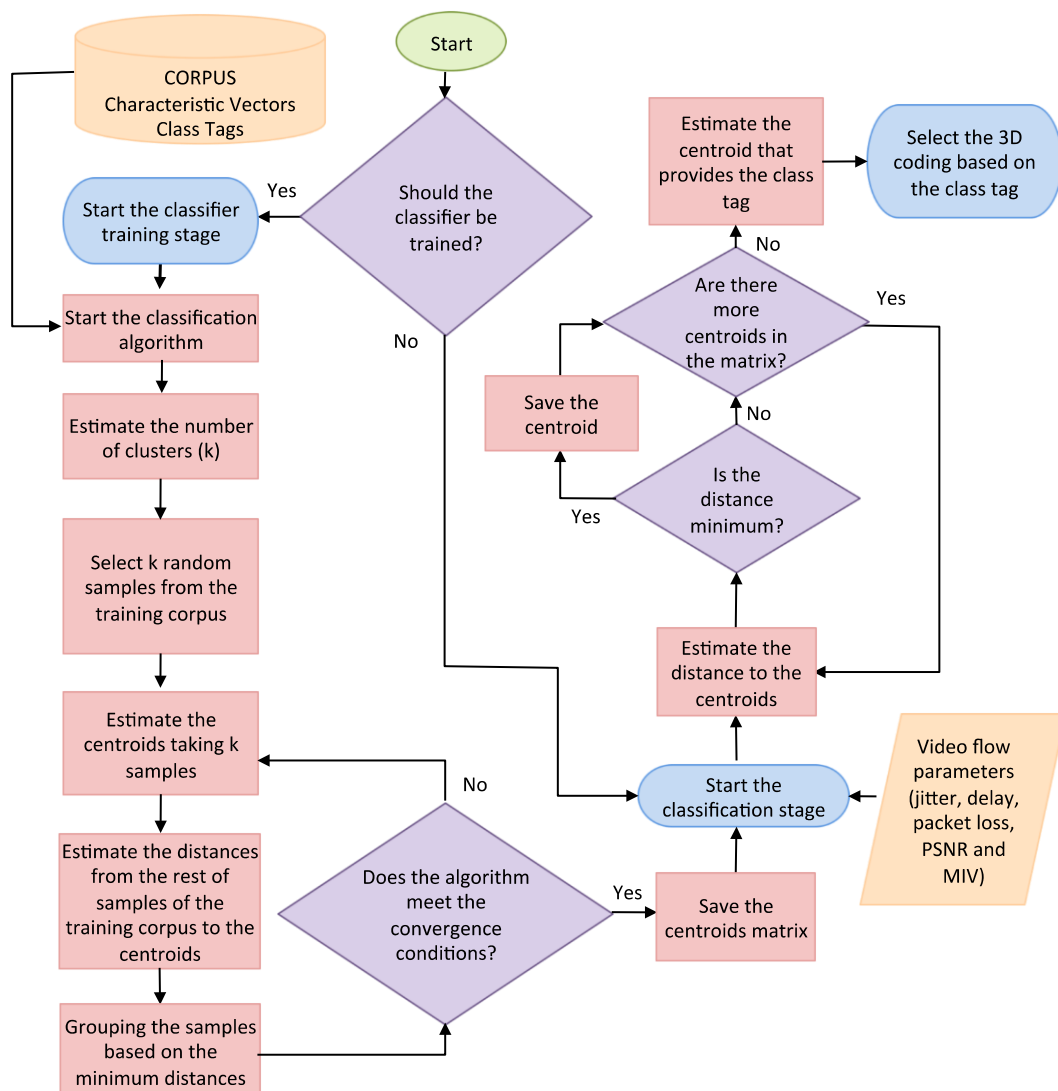 Start
CORPUS
Characteristic Vectors
Class Tags
Should the
classifier be
trained?
Yes
No
Start the classifier
training stage
Start the classification
algorithm
Estimate the number
of clusters (k)
Select k random
samples from the
training corpus
Estimate the
centroids taking k
samples
Estimate the distances
from the rest of
samples of the
training corpus to the
centroids
Grouping the samples
based on the
minimum distances
Does the algorithm
meet the
convergence
conditions?
No
Yes
Save the
centroids matrix
Start the
classification stage
Video flow
parameters
(jitter, delay,
packet loss,
PSNR and
MIV)
Estimate the
distance to the
centroids
Is the
distance
minimum?
Yes
No
Save the
centroid
Are there
more
centroids in
the matrix?
Yes
No
Estimate the
centroid that
provides the class
tag
Select the 3D
coding based on
the class tag